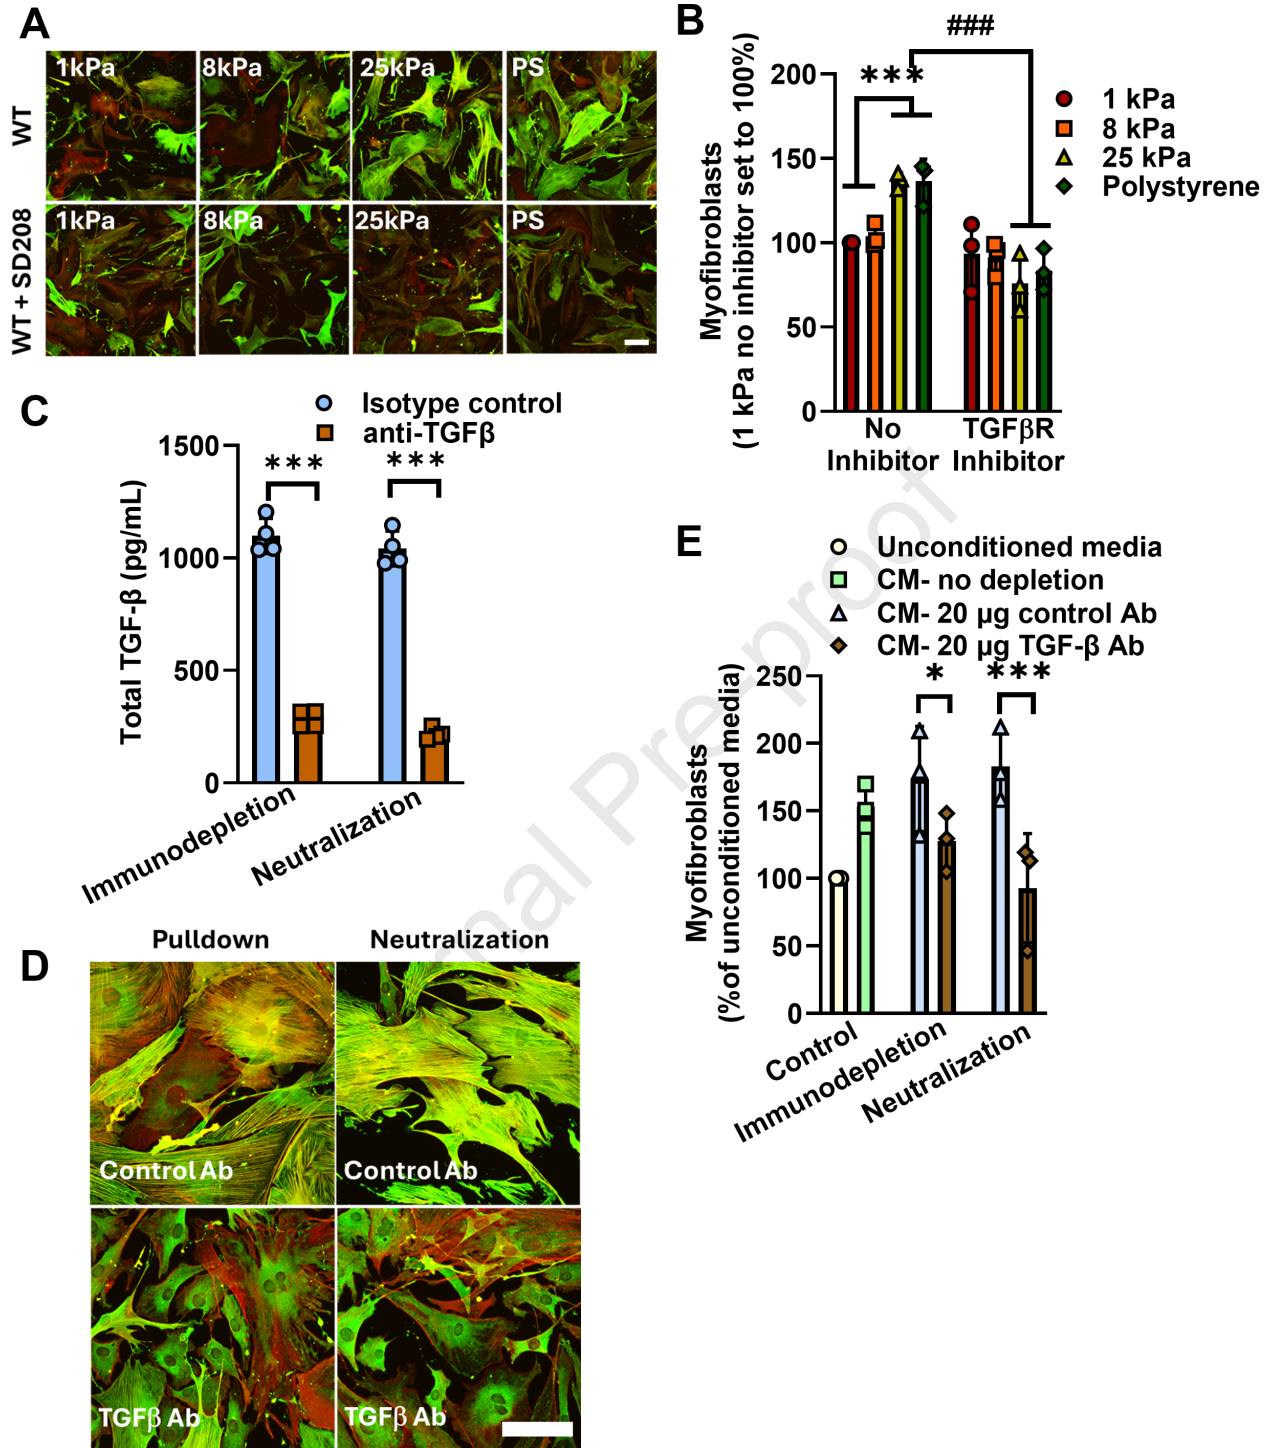 A
1kPa
8kPa
25kPa
PS
WT
1kPa
8kPa
25kPa
PS
WT + SD208
B
Myofibroblasts
(1 kPa no inhibitor set to 100%)
200
150
100
50
0
***
###
No
Inhibitor
TGFβR
Inhibitor
1 kPa
8 kPa
25 kPa
Polystyrene
C
Isotype control
anti-TGFβ
Total TGF-β (pg/mL)
1500
1000
500
0
***
***
Immunodepletion
Neutralization
D
Pulldown
Neutralization
Control Ab
Control Ab
TGFβ Ab
TGFβ Ab
E
Unconditioned media
CM- no depletion
CM- 20 μg control Ab
CM- 20 μg TGF-β Ab
Myofibroblasts
(%of unconditioned media)
250
200
150
100
50
0
*
***
Control
Immunodepletion
Neutralization
nal Pre-proof